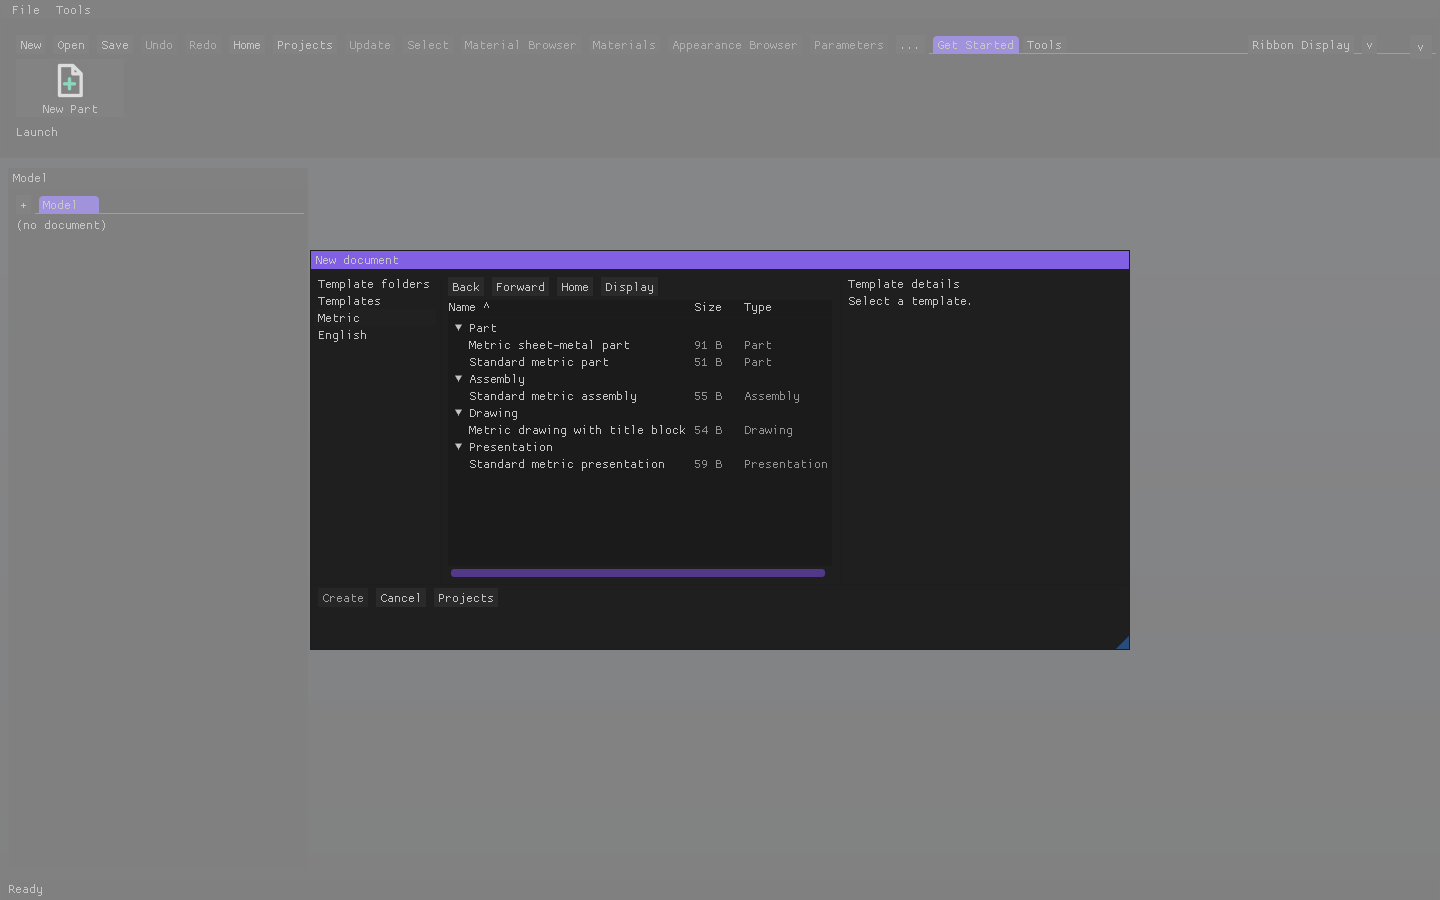 File Tools
New Open Save Undo Redo Home Projects Update Select Material Browser Materials Appearance Browser Parameters ... Get Started Tools Ribbon Display v v
New Part
Launch
Model
+ Model
(no document)
New document
Template folders
Templates
Metric
English
Back Forward Home Display
Name ^ Size Type
▼ Part
Metric sheet-metal part 91 B Part
Standard metric part 51 B Part
▼ Assembly
Standard metric assembly 55 B Assembly
▼ Drawing
Metric drawing with title block 54 B Drawing
▼ Presentation
Standard metric presentation 59 B Presentation
Template details
Select a template.
Create Cancel Projects
Ready